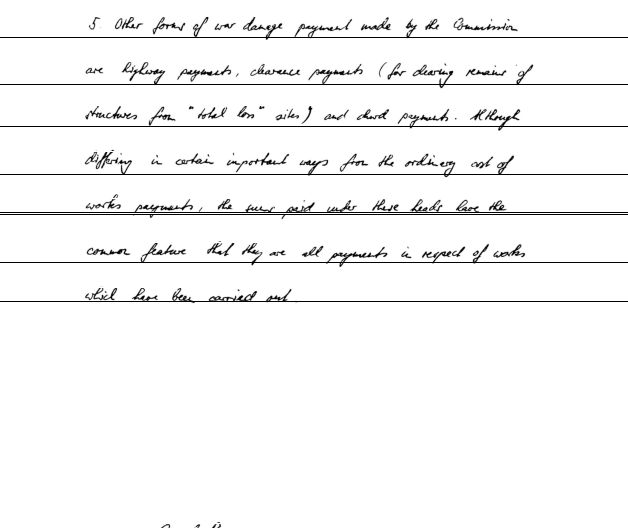 5. Other forms of war damage payment made by the Commission
are highway payments, clearance payments (for clearing remains of
structures from "total loss" sites) and church payments. Although
differing in certain important ways from the ordinary cost of
works payments, the sums paid under these heads have the
common feature that they are all payments in respect of works
which have been carried out.